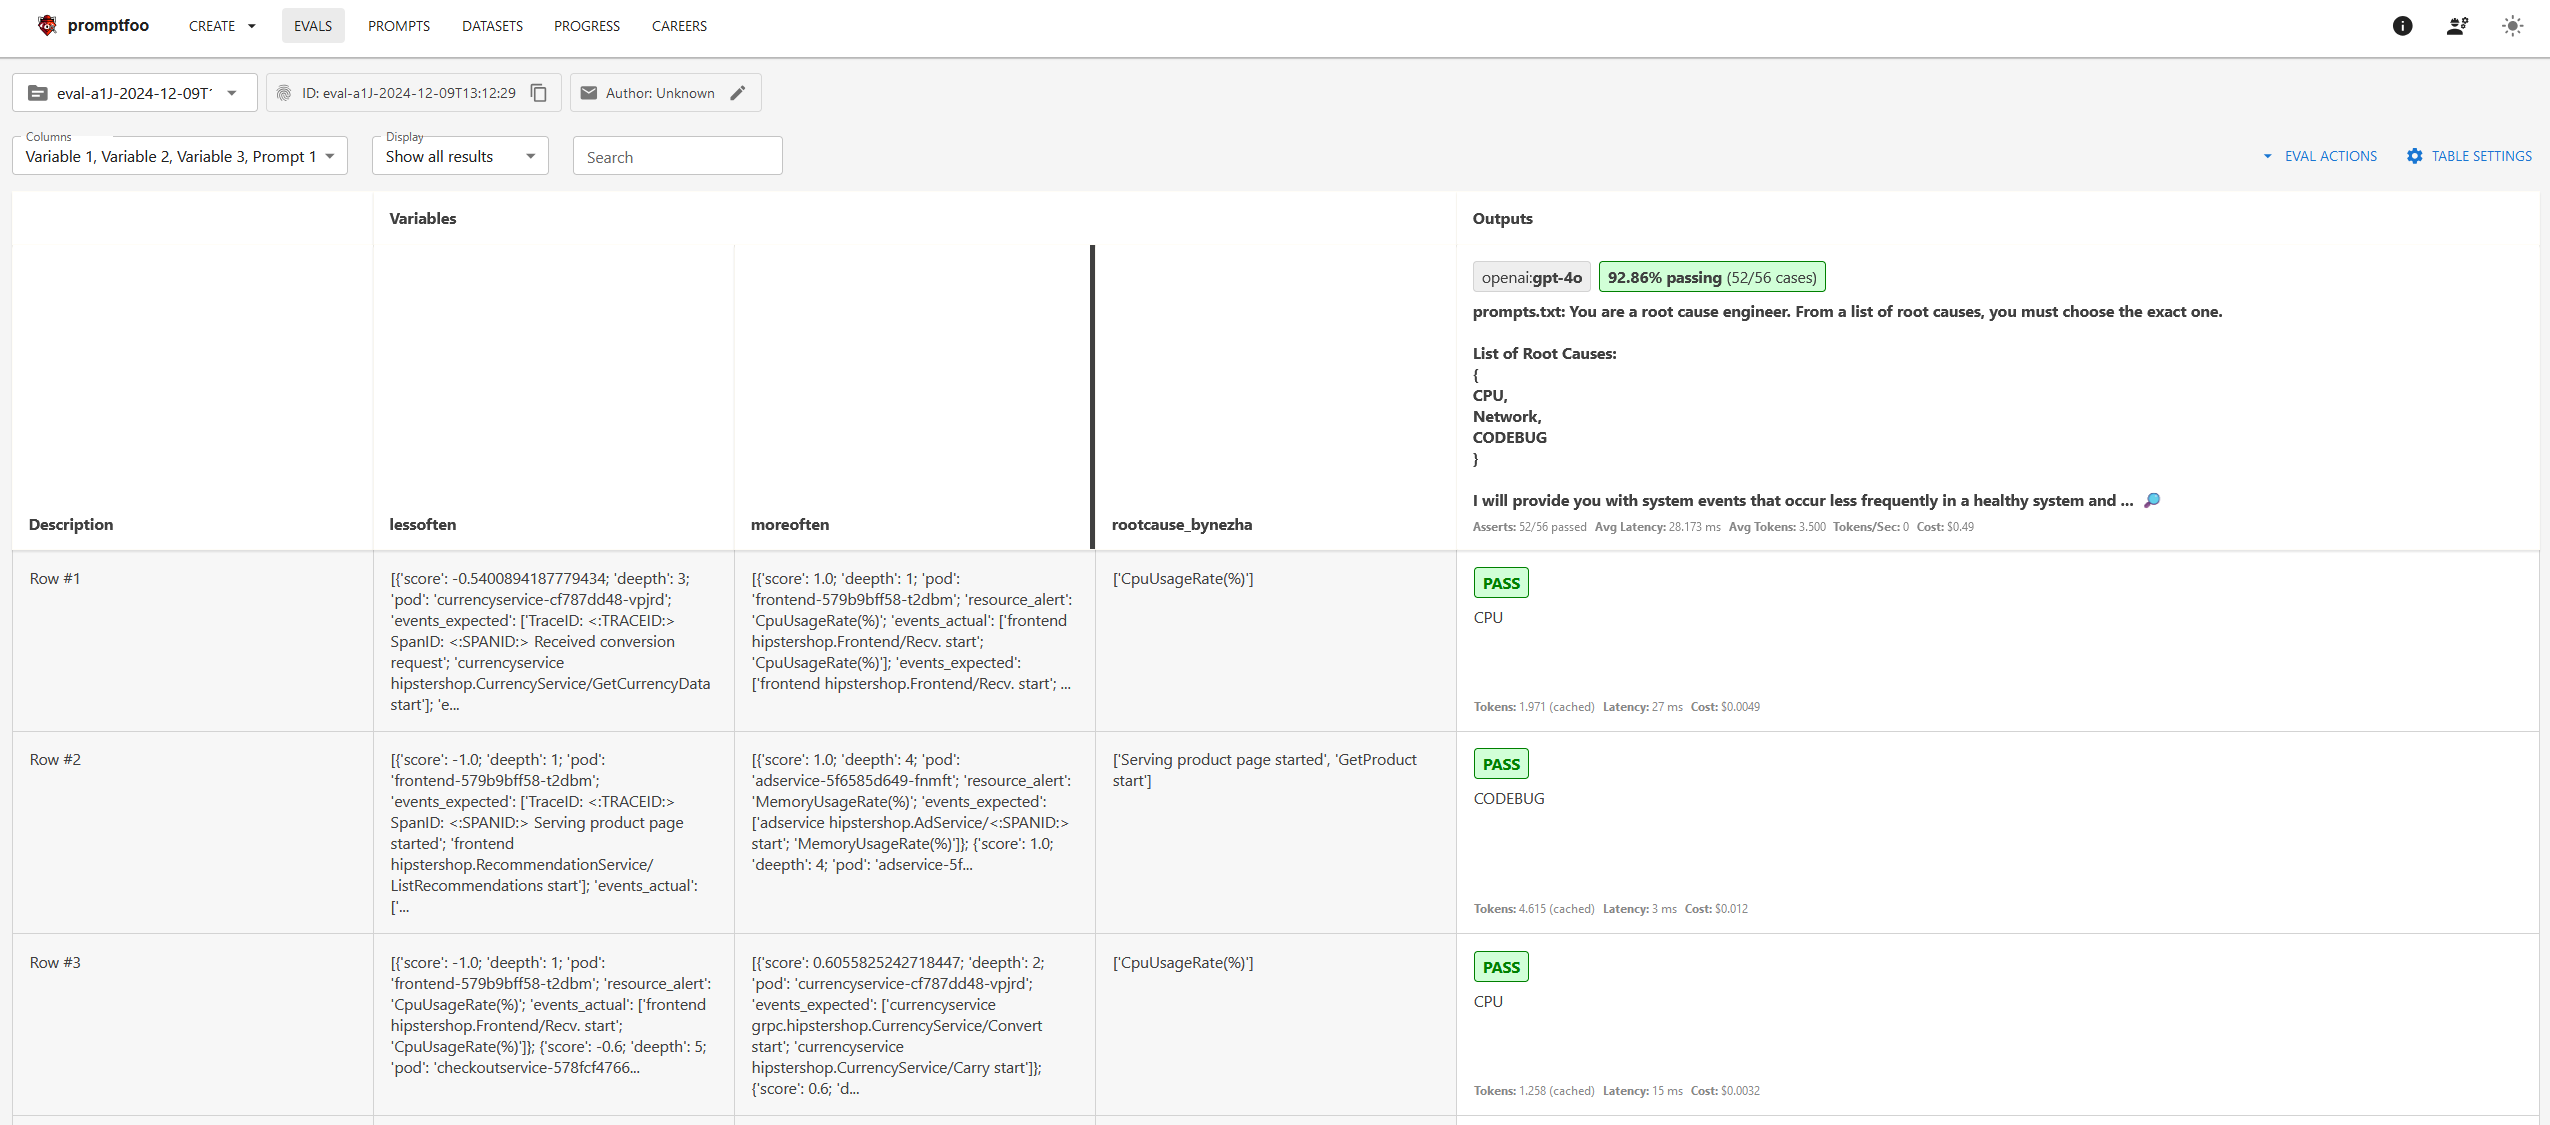 promptfoo
CREATE
EVALS
PROMPTS
DATASETS
PROGRESS
CAREERS
eval-a1J-2024-12-09T1
ID: eval-a1J-2024-12-09T13:12:29
Author: Unknown
Columns
Variable 1, Variable 2, Variable 3, Prompt 1
Display
Show all results
Search
EVAL ACTIONS
TABLE SETTINGS
Variables
Outputs
openai:gpt-4o
92.86% passing (52/56 cases)
prompts.txt: You are a root cause engineer. From a list of root causes, you must choose the exact one.
List of Root Causes:
{
CPU,
Network,
CODEBUG
}
I will provide you with system events that occur less frequently in a healthy system and ...
Asserts: 52/56 passed Avg Latency: 28.173 ms Avg Tokens: 3.500 Tokens/Sec: 0 Cost: $0.49
Description
lessoften
moreoften
rootcause_bynezha
Row #1
[{'score': -0.5400894187779434; 'deepth': 3;
'pod': 'currencyservice-cf787dd48-vpjrd';
'events_expected': ['TraceID: <:TRACEID:>
SpanID: <:SPANID:> Received conversion
request'; 'currencyservice
hipstershop.CurrencyService/GetCurrencyData
start']; 'e...
[{'score': 1.0; 'deepth': 1; 'pod':
'frontend-579b9bff58-t2dbm'; 'resource_alert':
'CpuUsageRate(%)'; 'events_actual': ['frontend
hipstershop.Frontend/Recv. start';
'CpuUsageRate(%)']; 'events_expected':
['frontend hipstershop.Frontend/Recv. start'; ...
['CpuUsageRate(%)']
PASS
CPU
Tokens: 1.971 (cached) Latency: 27 ms Cost: $0.0049
Row #2
[{'score': -1.0; 'deepth': 1; 'pod':
'frontend-579b9bff58-t2dbm';
'events_expected': ['TraceID: <:TRACEID:>
SpanID: <:SPANID:> Serving product page
started'; 'frontend
hipstershop.RecommendationService/
ListRecommendations start']; 'events_actual':
['...
[{'score': 1.0; 'deepth': 4; 'pod':
'adservice-5f6585d649-fnmft'; 'resource_alert':
'MemoryUsageRate(%)'; 'events_expected':
['adservice hipstershop.AdService/<:SPANID:>
start'; 'MemoryUsageRate(%)']}; {'score': 1.0;
'deepth': 4; 'pod': 'adservice-5f...
['Serving product page started', 'GetProduct
start']
PASS
CODEBUG
Tokens: 4.615 (cached) Latency: 3 ms Cost: $0.012
Row #3
[{'score': -1.0; 'deepth': 1; 'pod':
'frontend-579b9bff58-t2dbm'; 'resource_alert':
'CpuUsageRate(%)'; 'events_actual': ['frontend
hipstershop.Frontend/Recv. start';
'CpuUsageRate(%)']}; {'score': -0.6; 'deepth': 5;
'pod': 'checkoutservice-578fcf4766...
[{'score': 0.6055825242718447; 'deepth': 2;
'pod': 'currencyservice-cf787dd48-vpjrd';
'events_expected': ['currencyservice
grpc.hipstershop.CurrencyService/Convert
start'; 'currencyservice
hipstershop.CurrencyService/Carry start']};
{'score': 0.6; 'd...
['CpuUsageRate(%)']
PASS
CPU
Tokens: 1.258 (cached) Latency: 15 ms Cost: $0.0032